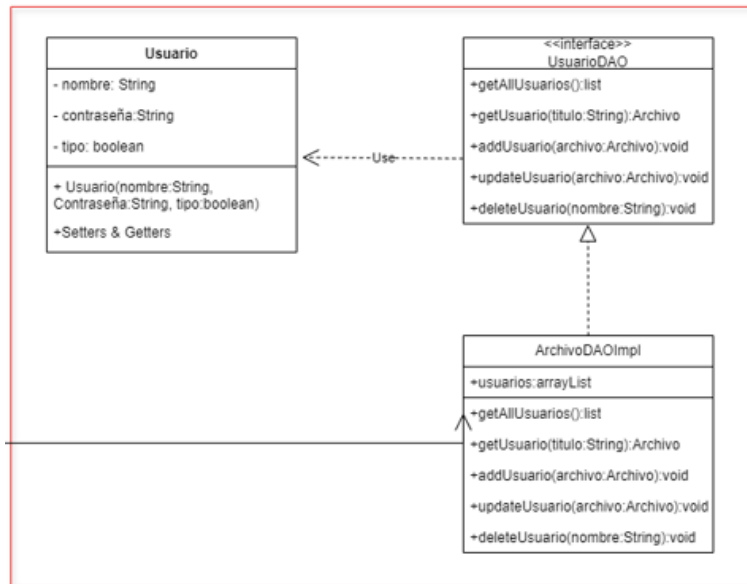 Usuario
- nombre: String
- contraseña:String
- tipo: boolean
+ Usuario(nombre:String,
Contraseña:String, tipo:boolean)
+Setters & Getters
Use
<<interface>>
UsuarioDAO
+getAllUsuarios():list
+getUsuario(titulo:String):Archivo
+addUsuario(archivo:Archivo):void
+updateUsuario(archivo:Archivo):void
+deleteUsuario(nombre:String):void
ArchivoDAOImpl
+usuarios:arrayList
+getAllUsuarios():list
+getUsuario(titulo:String):Archivo
+addUsuario(archivo:Archivo):void
+updateUsuario(archivo:Archivo):void
+deleteUsuario(nombre:String):void